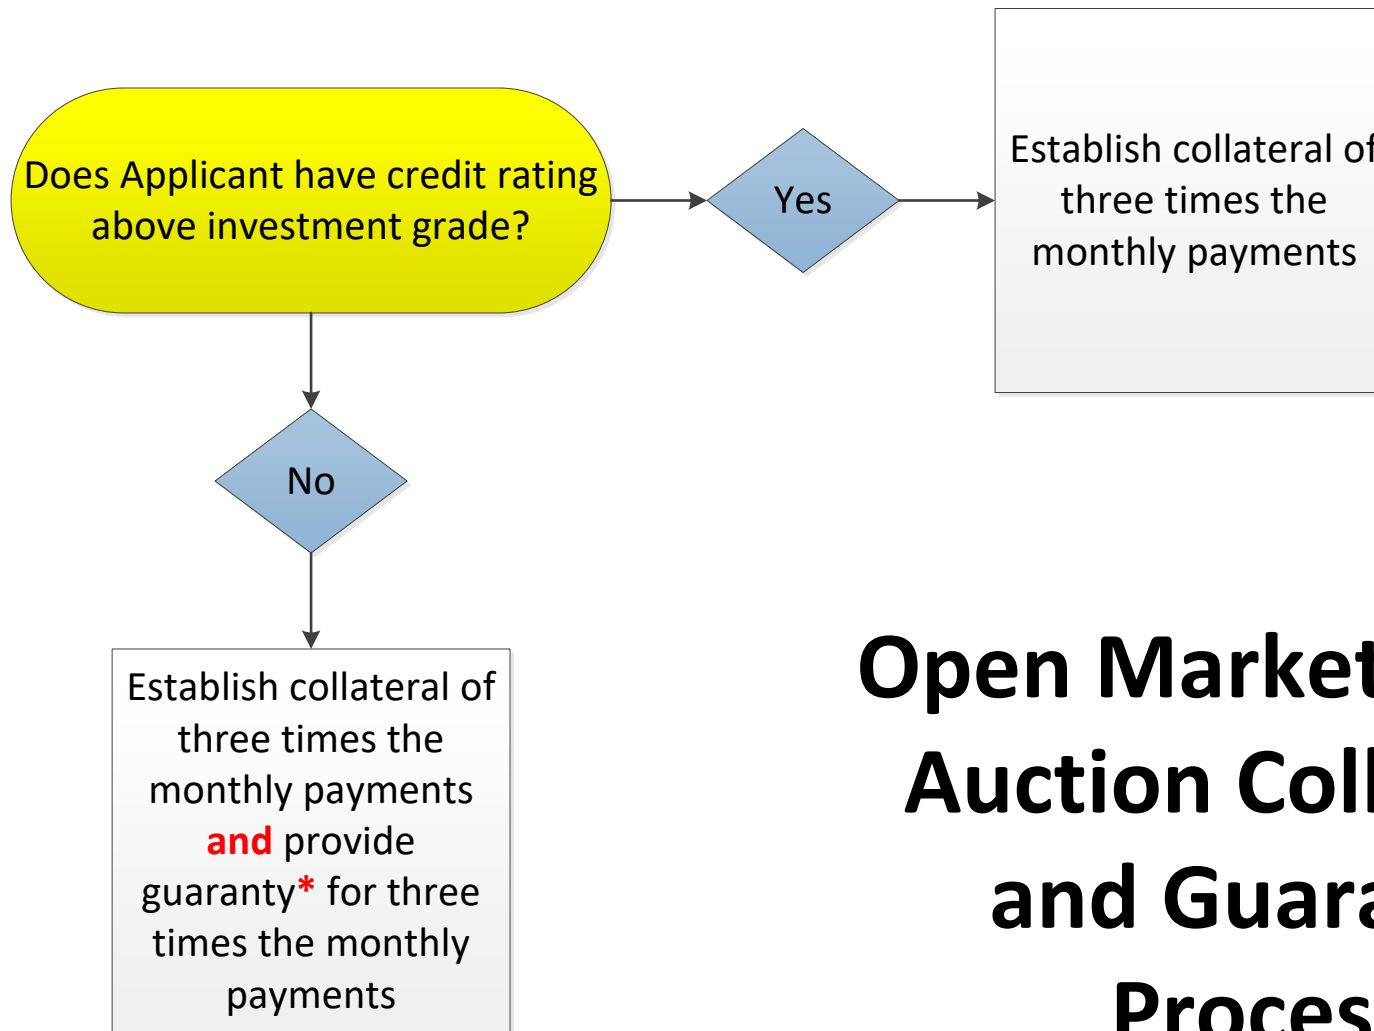 Does Applicant have credit rating
above investment grade?
Yes
Establish collateral of
three times the
monthly payments
No
Establish collateral of
three times the
monthly payments
and provide
guaranty* for three
times the monthly
payments
Open Market
Auction Coll
and Guara
Proces